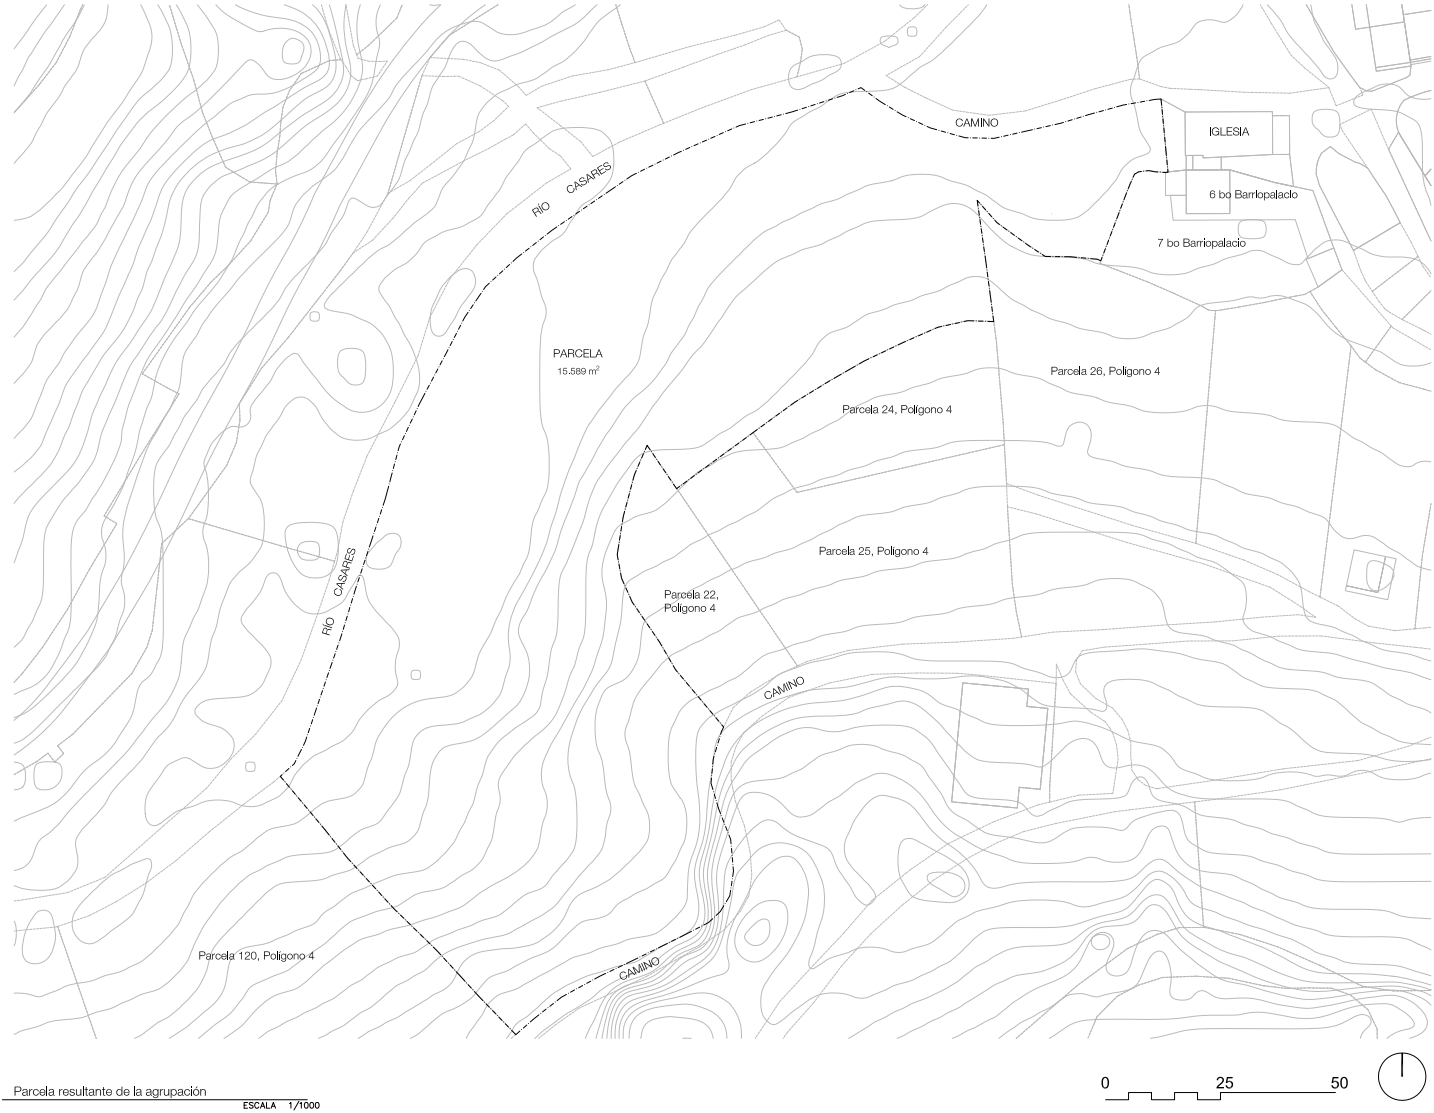 CAMINO
IGLESIA
RÍO CASARES
6 bo Barriopalacio
7 bo Barriopalacio
PARCELA
15.589 m²
Parcela 26, Polígono 4
Parcela 24, Polígono 4
Parcela 25, Polígono 4
RÍO CASARES
Parcela 22,
Polígono 4
CAMINO
Parcela 120, Polígono 4
CAMINO
Parcela resultante de la agrupación
ESCALA 1/1000
0 25 50